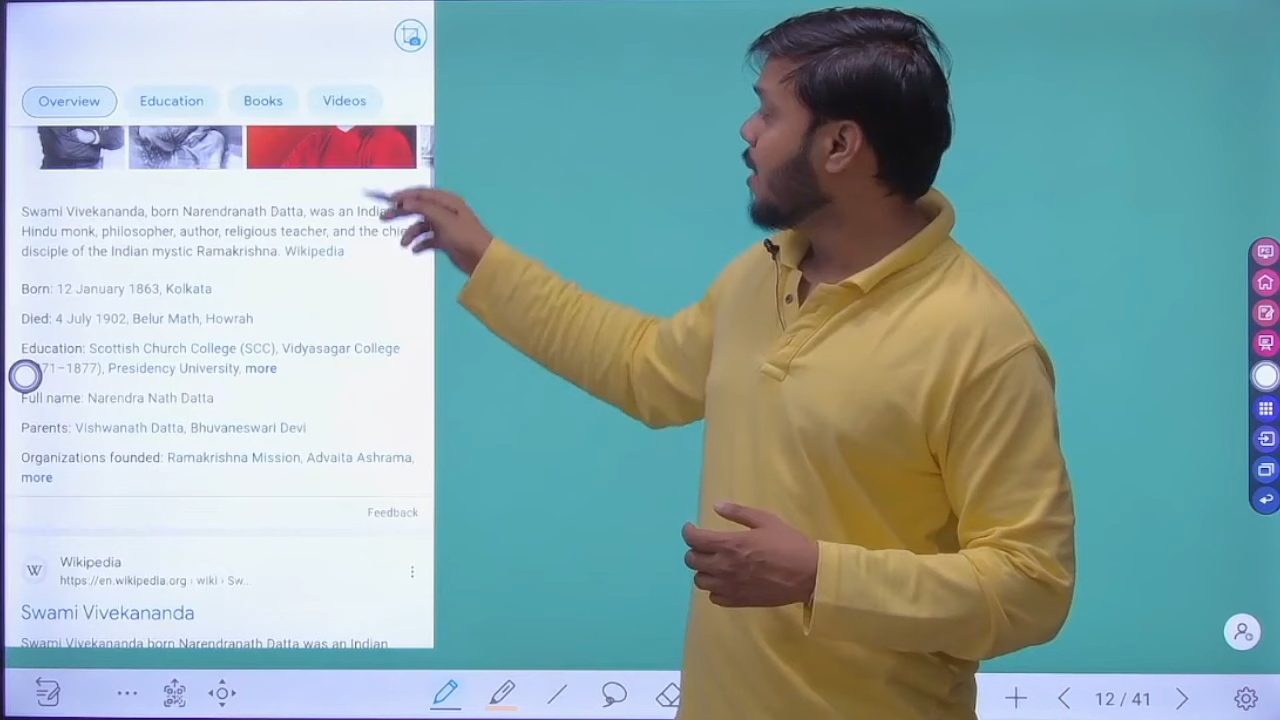 Overview Education Books Videos
Swami Vivekananda, born Narendranath Datta, was an
Hindu monk, philosopher, author, religious teacher, and the
disciple of the Indian mystic Ramakrishna. Wikipedia
Born: 12 January 1863, Kolkata
Died: 4 July 1902, Belur Math, Howrah
Education: Scottish Church College (SCC), Vidyasagar College
71–1877), Presidency University, more
Full name: Narendra Nath Datta
Parents: Vishwanath Datta, Bhuvaneswari Devi
Organizations founded: Ramakrishna Mission, Advaita Ashrama,
more
Feedback
W Wikipedia
https://en.wikipedia.org › wiki › Sw...
Swami Vivekananda
Swami Vivekananda born Narendranath Datta was an Indian
12 / 41